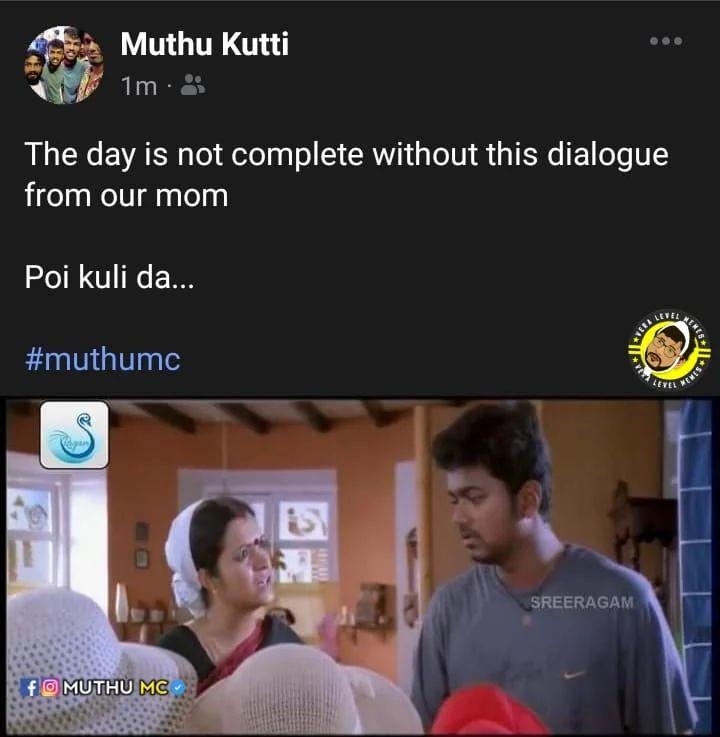 Muthu Kutti
1m ·
The day is not complete without this dialogue
from our mom
Poi kuli da...
#muthumc
VERA LEVEL MEMES
VERA LEVEL MEMES
SREERAGAM
MUTHU MC